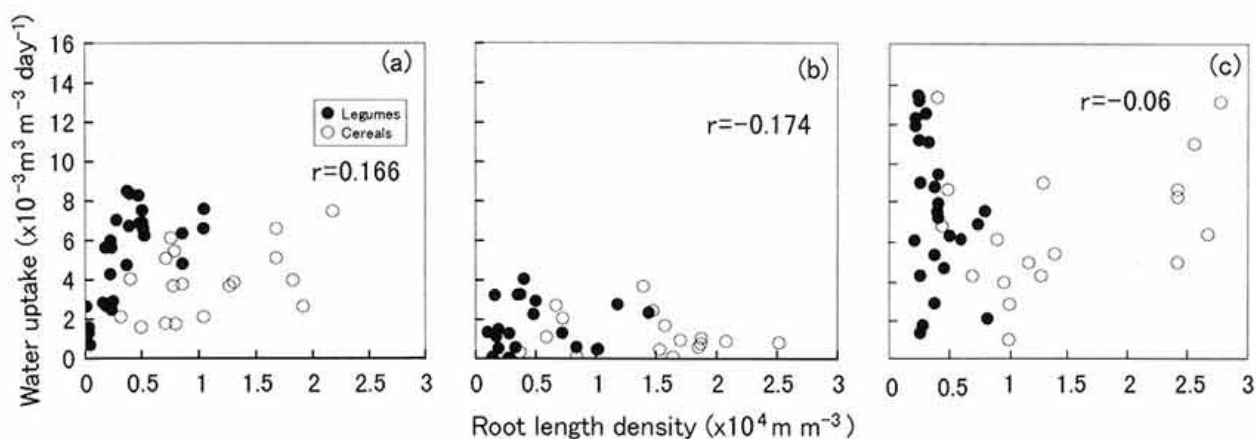 Water uptake (x10⁻³m³ m⁻³ day⁻¹)
16
14
12
10
8
6
4
2
0
(a)
Legumes
Cereals
r=0.166
0 0.5 1 1.5 2 2.5 3
(b)
r=-0.174
0 0.5 1 1.5 2 2.5 3
(c)
r=-0.06
0 0.5 1 1.5 2 2.5 3
Root length density (x10⁴m m⁻³)